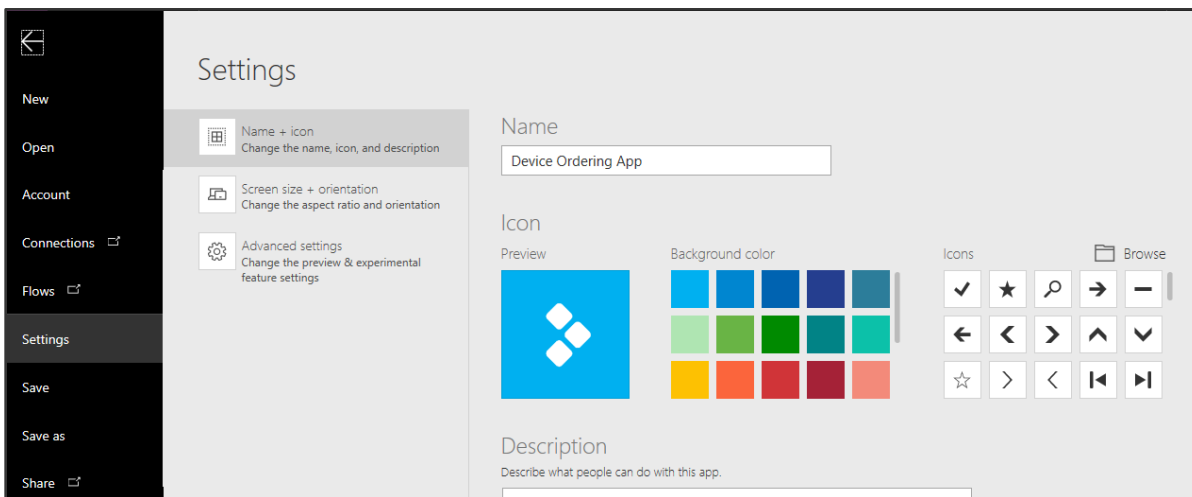 New
Open
Account
Connections
Flows
Settings
Save
Save as
Share
Settings
Name + icon
Change the name, icon, and description
Screen size + orientation
Change the aspect ratio and orientation
Advanced settings
Change the preview & experimental
feature settings
Name
Device Ordering App
Icon
Preview
Background color
Icons
Browse
Description
Describe what people can do with this app.